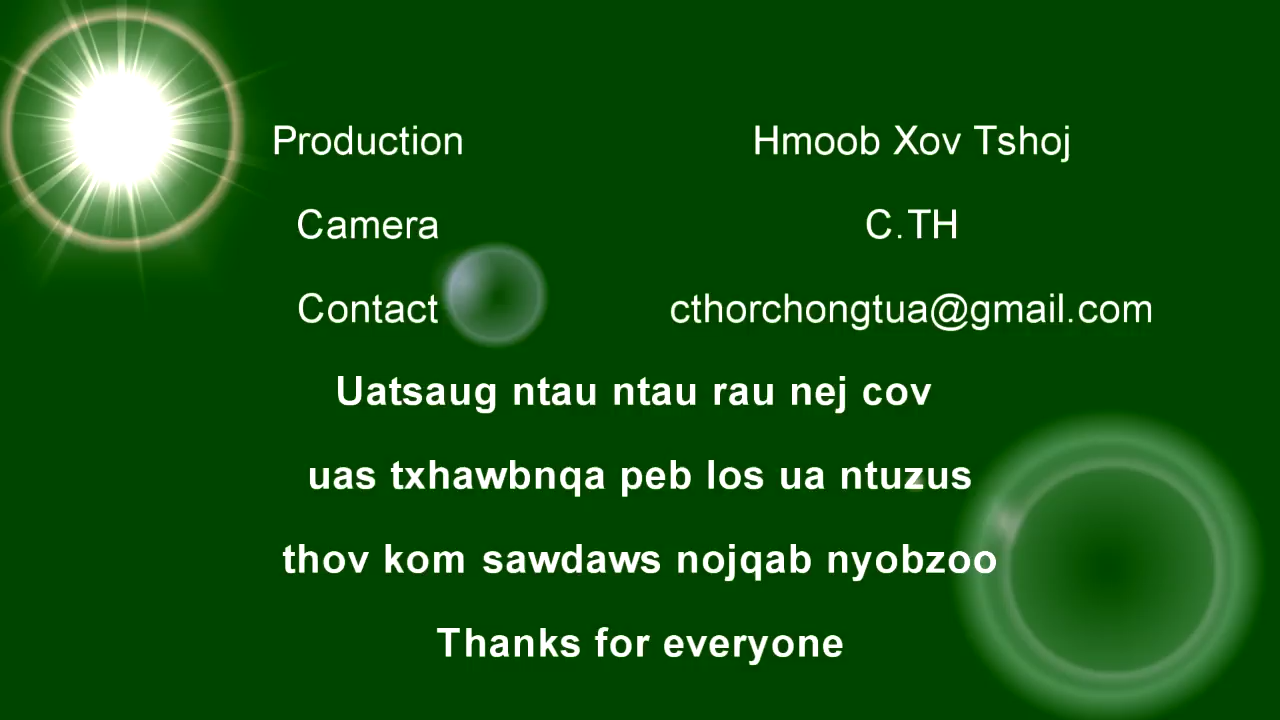 Production Hmoob Xov Tshoj
Camera C.TH
Contact cthorchongtua@gmail.com
Uatsaug ntau ntau rau nej cov
uas txhawbnqa peb los ua ntuzus
thov kom sawdaws nojqab nyobzoo
Thanks for everyone